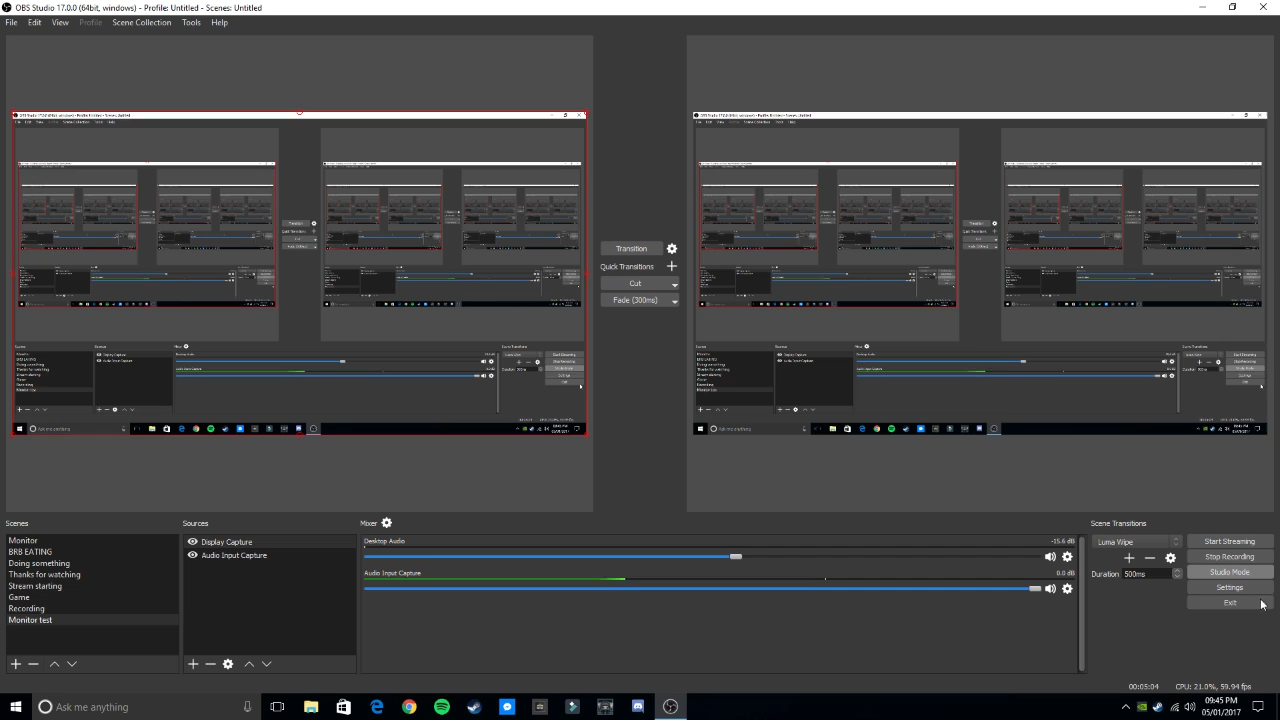 OBS Studio 17.0.0 (64bit, windows) - Profile: Untitled - Scenes: Untitled
File Edit View Profile Scene Collection Tools Help
Transition
Quick Transitions
Cut
Fade (300ms)
Scenes
Monitor
BRB EATING
Doing something
Thanks for watching
Stream starting
Game
Recording
Monitor test
Sources
Display Capture
Audio Input Capture
Mixer
Desktop Audio -15.6 dB
Audio Input Capture 0.0 dB
Scene Transitions
Luma Wipe
Duration 500ms
Start Streaming
Stop Recording
Studio Mode
Settings
Exit
00:05:04 CPU: 21.0%, 59.94 fps
Ask me anything
09:45 PM
05/01/2017